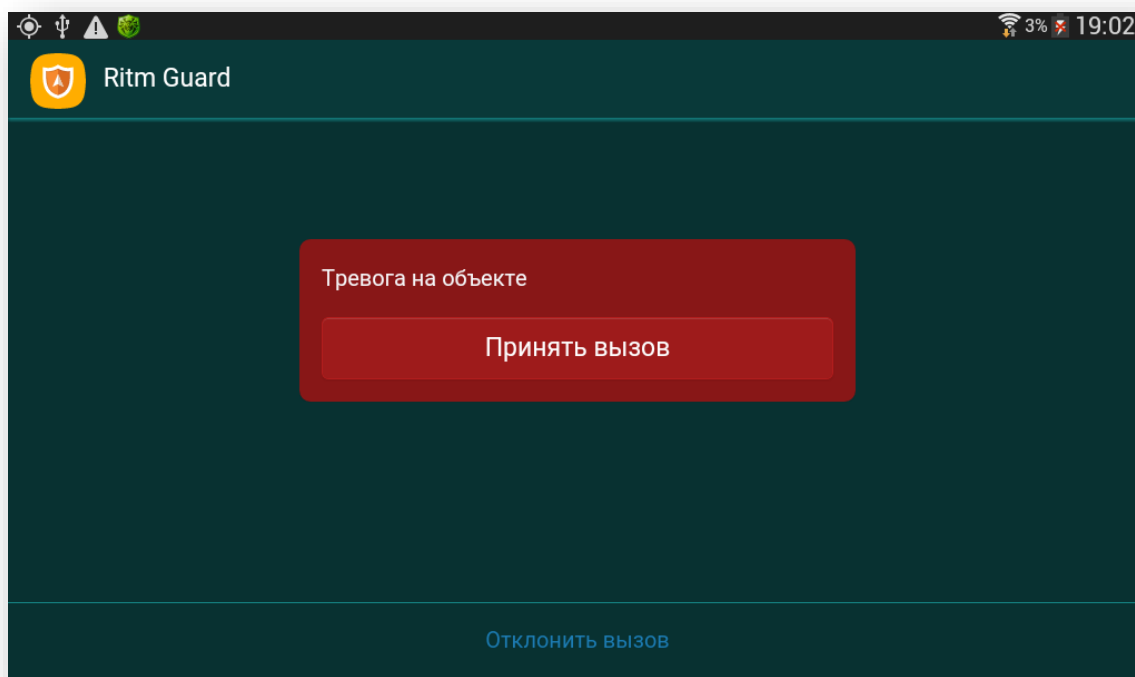 3% 19:02
Ritm Guard
Тревога на объекте
Принять вызов
Отклонить вызов